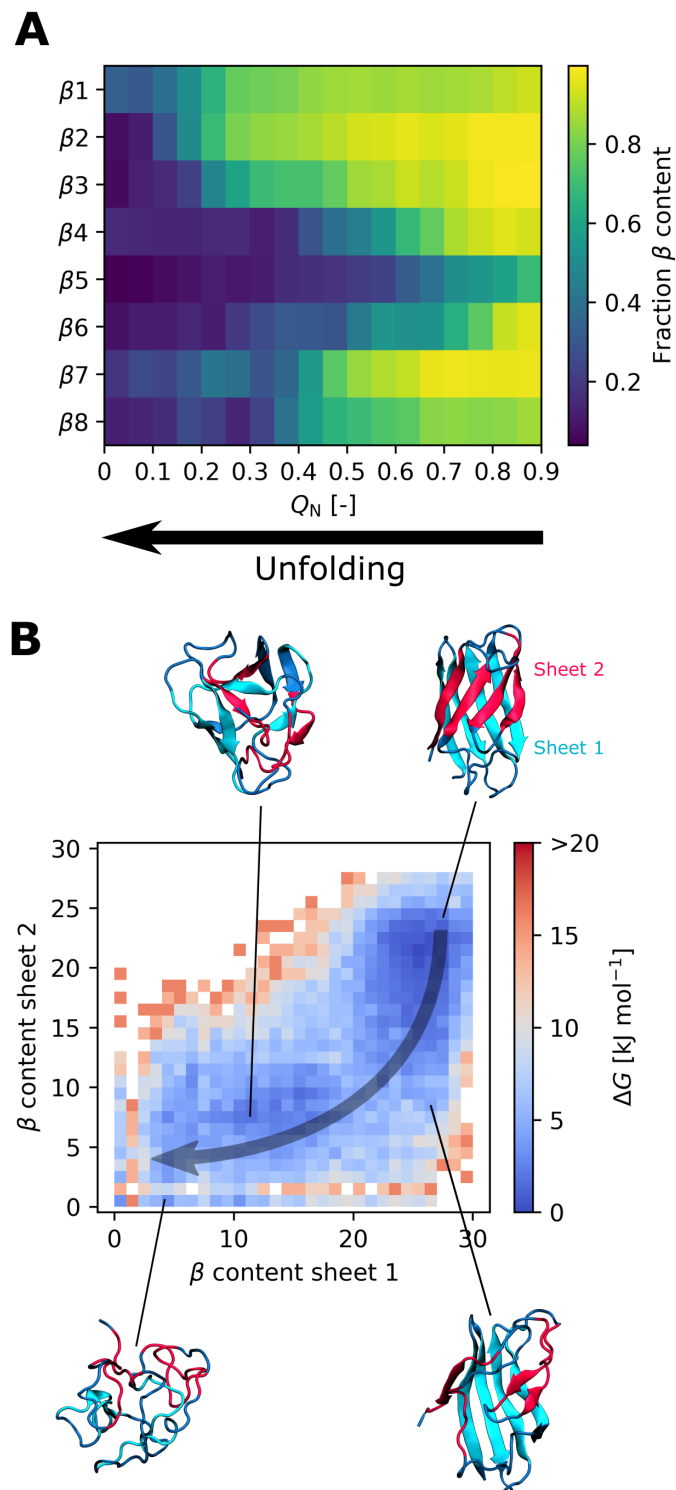 A
β1
β2
β3
β4
β5
β6
β7
β8
0 0.1 0.2 0.3 0.4 0.5 0.6 0.7 0.8 0.9
Q_N [-]
0.8
0.6
0.4
0.2
Fraction β content
Unfolding
B
Sheet 2
Sheet 1
30
25
20
15
10
5
0
β content sheet 2
0 10 20 30
β content sheet 1
>20
15
10
5
0
ΔG [kJ mol⁻¹]